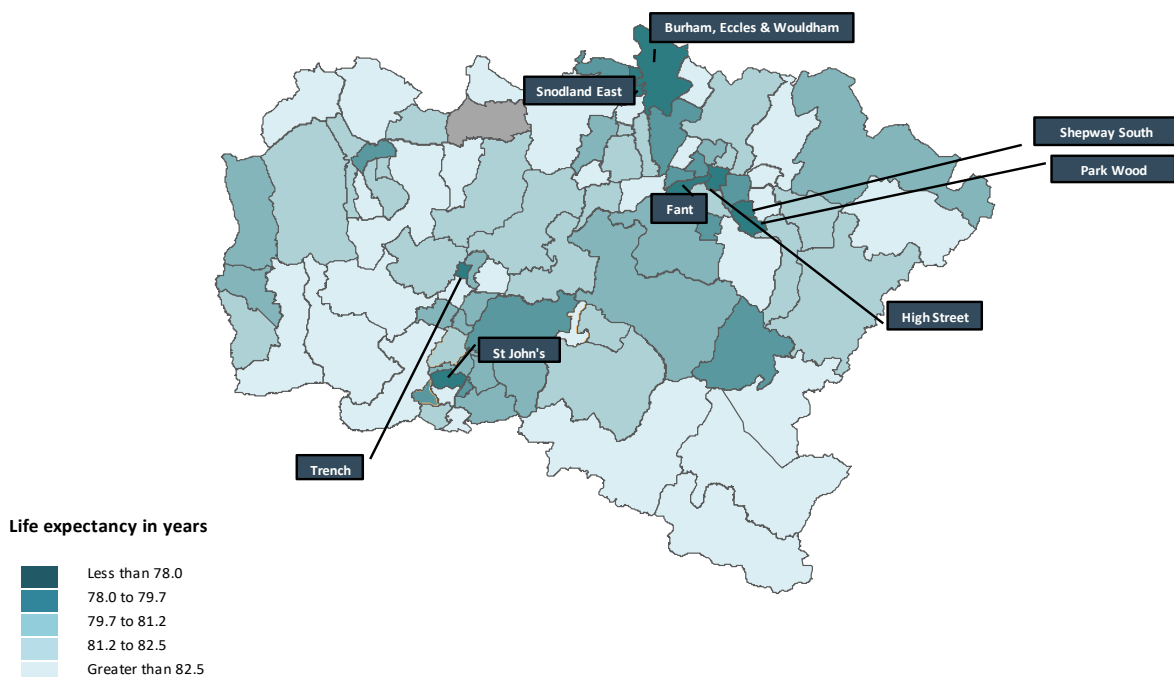 Burham, Eccles & Wouldham
Snodland East
Shepway South
Park Wood
Fant
High Street
St John's
Trench
Life expectancy in years
Less than 78.0
78.0 to 79.7
79.7 to 81.2
81.2 to 82.5
Greater than 82.5